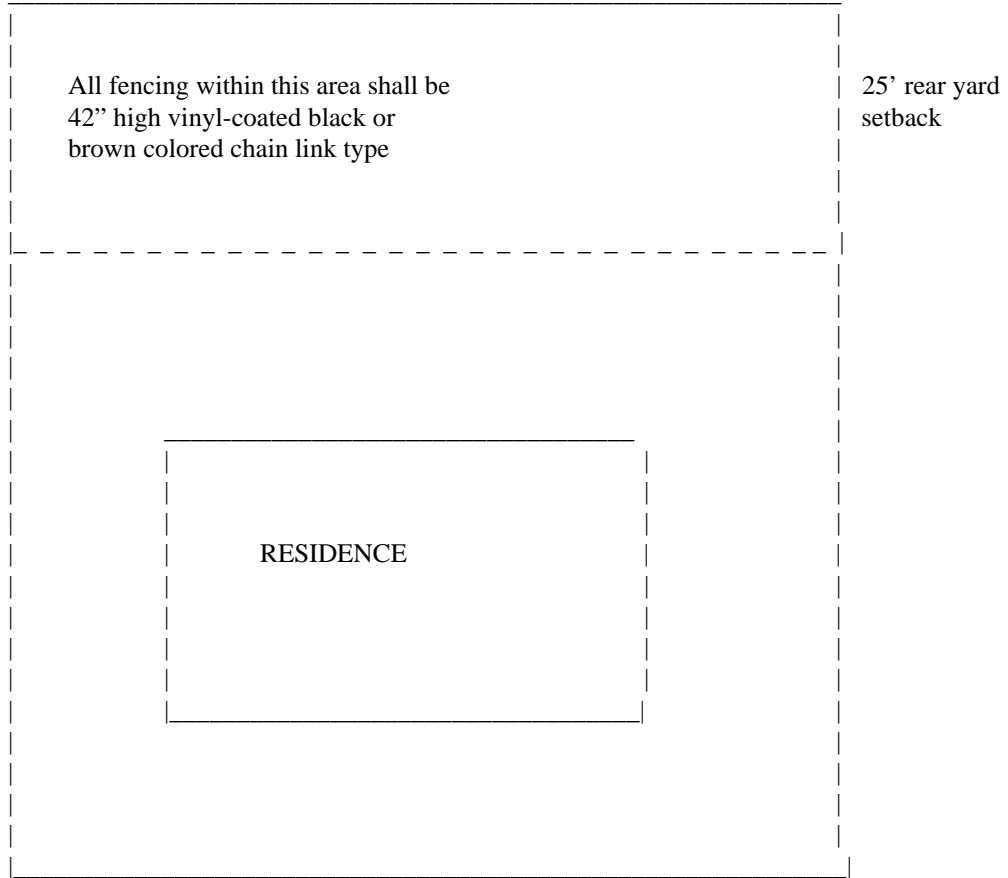 All fencing within this area shall be
42” high vinyl-coated black or
brown colored chain link type
25’ rear yard
setback
RESIDENCE